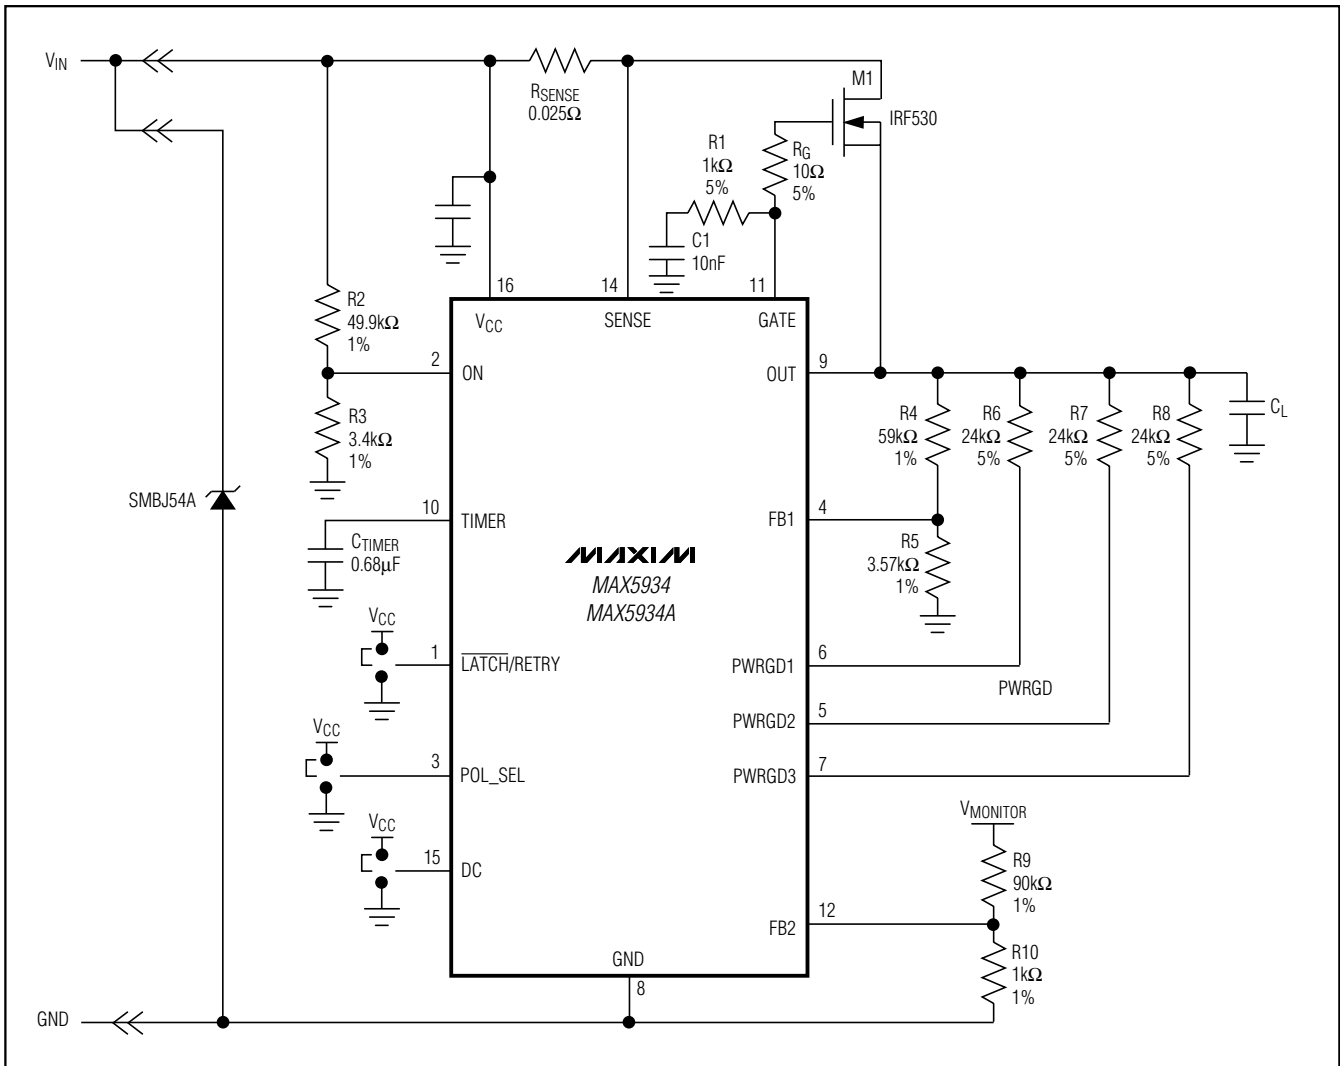 V_IN
R_SENSE
0.025Ω
M1
IRF530
R1
1kΩ
5%
R_G
10Ω
5%
C1
10nF
16
14
11
V_CC
SENSE
GATE
R2
49.9kΩ
1%
2
ON
OUT
9
R3
3.4kΩ
1%
R4
59kΩ
1%
R6
24kΩ
5%
R7
24kΩ
5%
R8
24kΩ
5%
C_L
SMBJ54A
10
TIMER
FB1
4
C_TIMER
0.68µF
R5
3.57kΩ
1%
MAXIM
MAX5934
MAX5934A
V_CC
1
LATCH/RETRY
PWRGD1
6
PWRGD
V_CC
3
POL_SEL
PWRGD2
5
PWRGD3
7
V_CC
15
DC
V_MONITOR
R9
90kΩ
1%
FB2
12
R10
1kΩ
1%
GND
8
GND